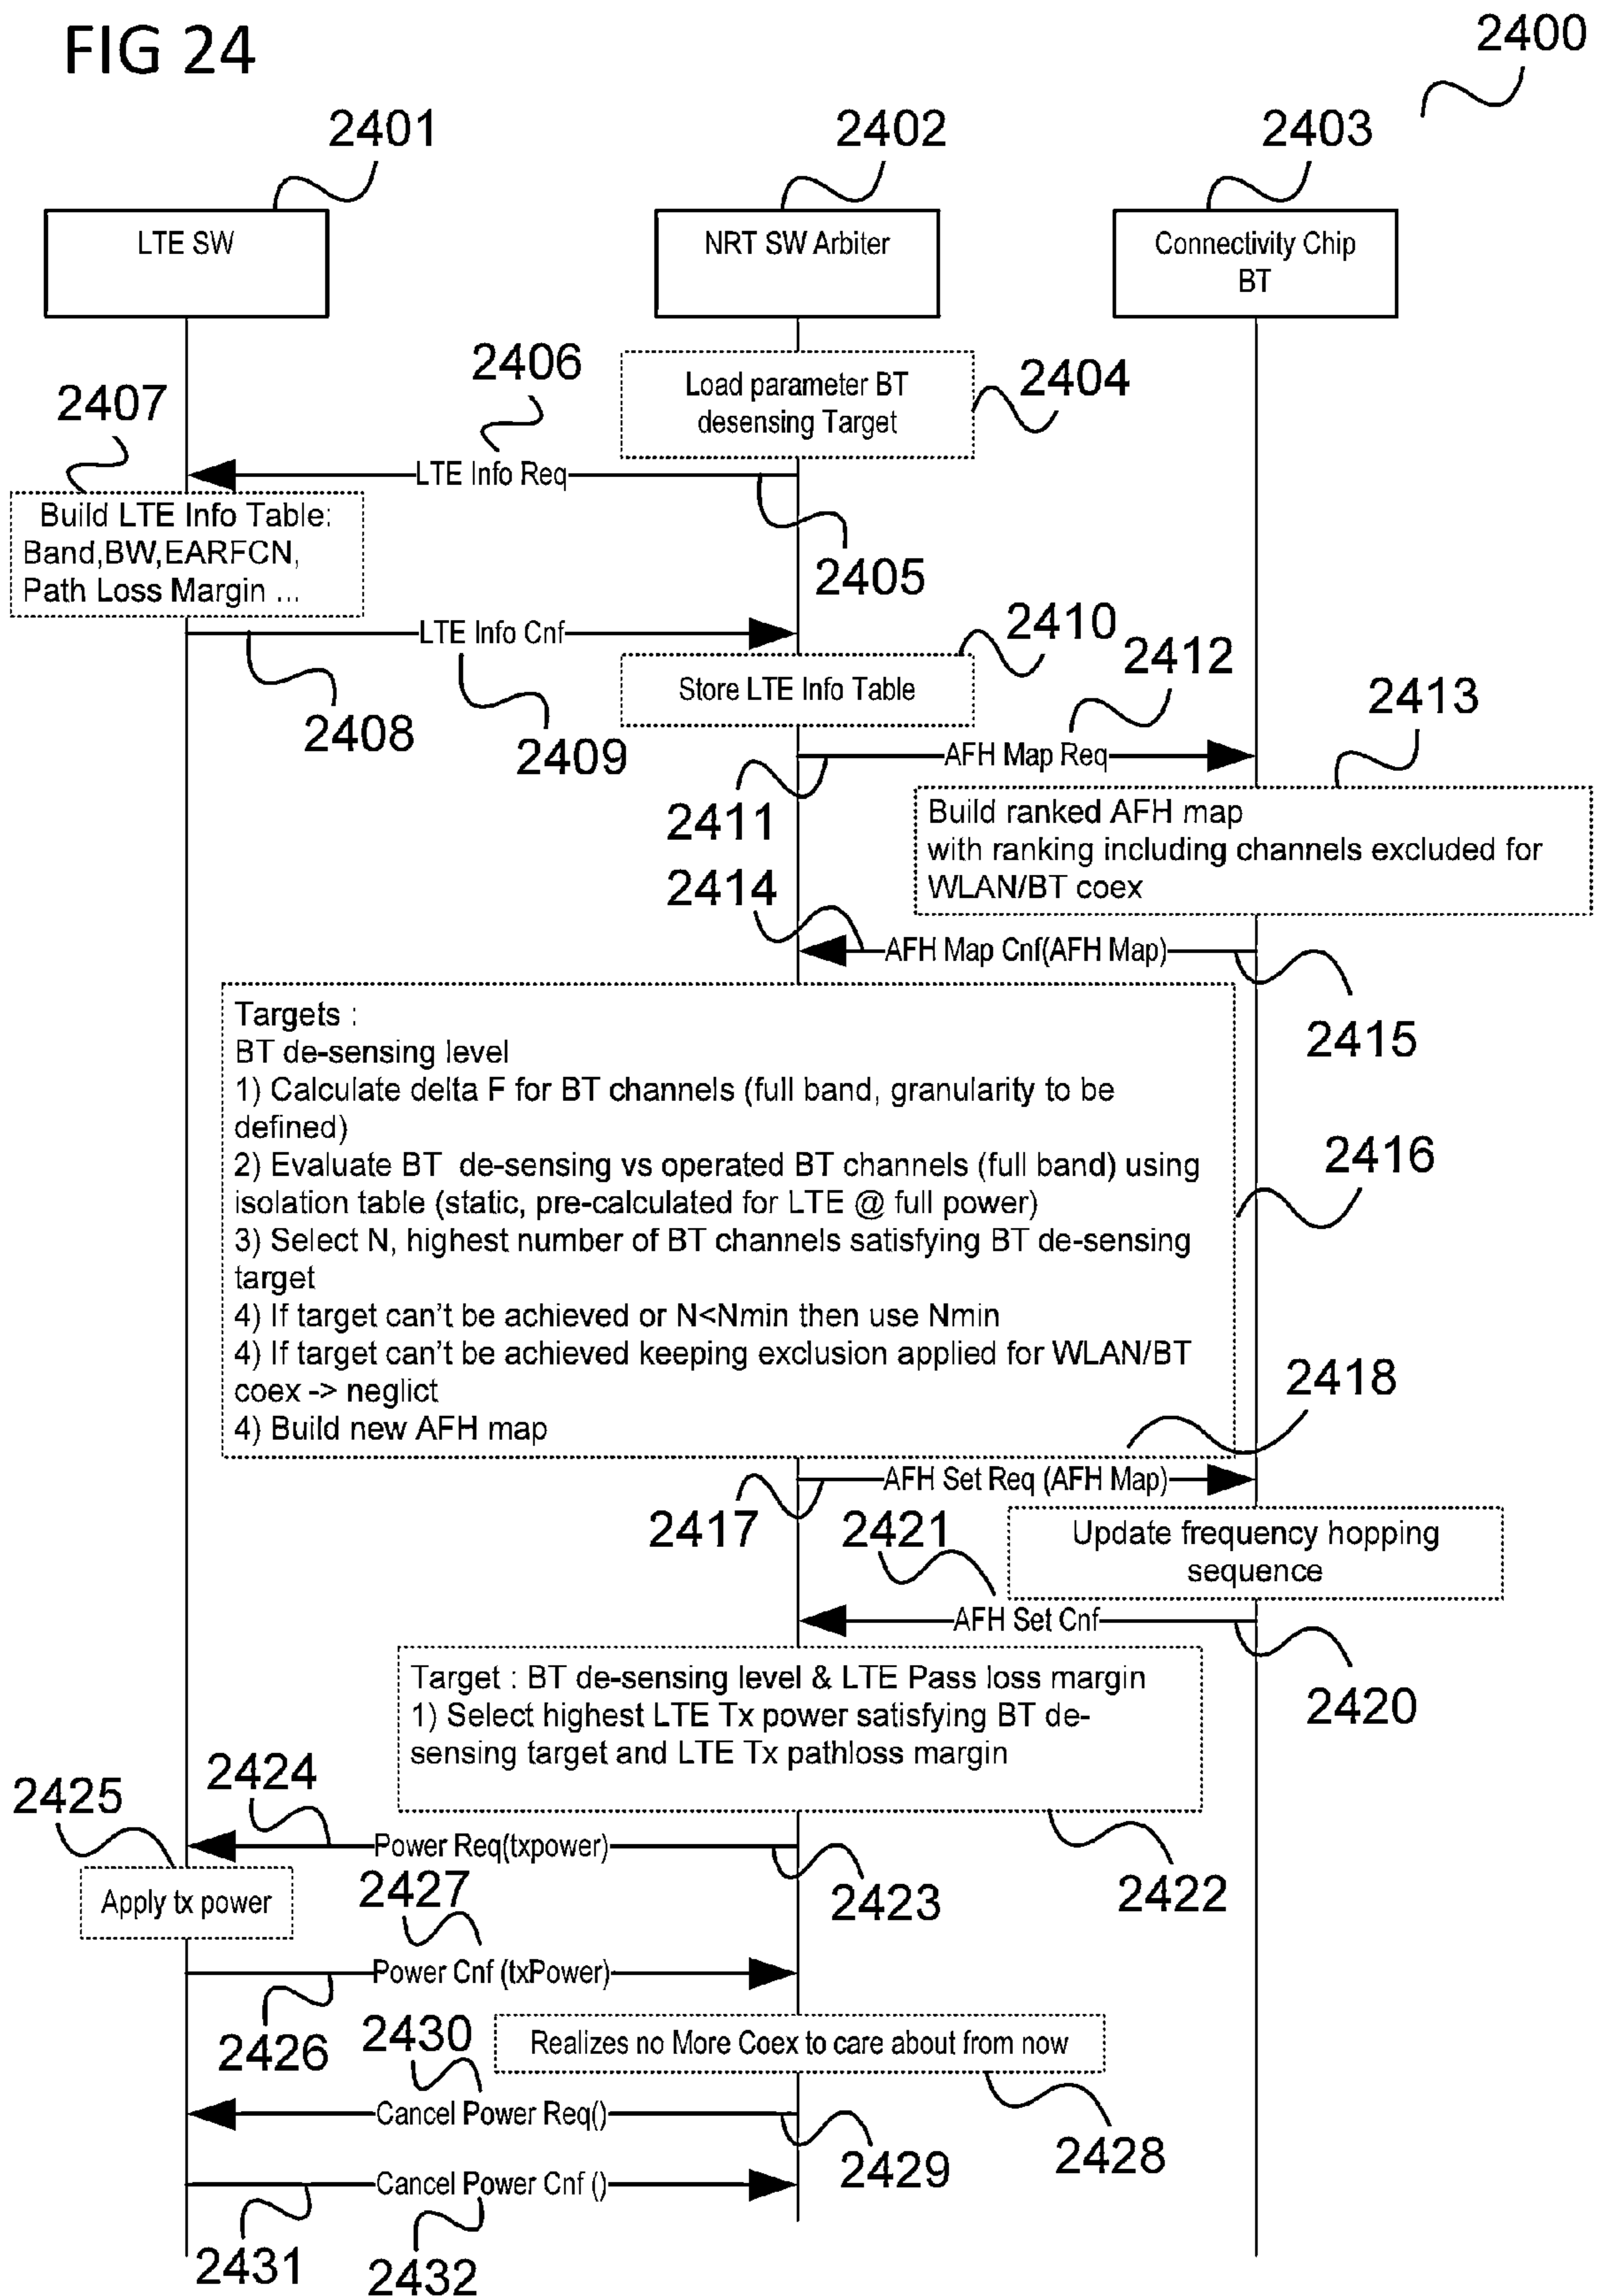 FIG 24
2400
2401
2402
2403
LTE SW
NRT SW Arbiter
Connectivity Chip
BT
2406
2404
2407
Load parameter BT
desensing Target
LTE Info Req
Build LTE Info Table:
Band,BW,EARFCN,
Path Loss Margin ...
2405
2410
LTE Info Cnf
2412
Store LTE Info Table
2413
2408
2409
AFH Map Req
2411
Build ranked AFH map
with ranking including channels excluded for
WLAN/BT coex
2414
AFH Map Cnf(AFH Map)
2415
Targets :
BT de-sensing level
1) Calculate delta F for BT channels (full band, granularity to be
defined)
2) Evaluate BT de-sensing vs operated BT channels (full band) using
isolation table (static, pre-calculated for LTE @ full power)
3) Select N, highest number of BT channels satisfying BT de-sensing
target
4) If target can't be achieved or N<Nmin then use Nmin
4) If target can't be achieved keeping exclusion applied for WLAN/BT
coex -> neglict
4) Build new AFH map
2416
2418
AFH Set Req (AFH Map)
2417
2421
Update frequency hopping
sequence
AFH Set Cnf
2420
Target : BT de-sensing level & LTE Pass loss margin
1) Select highest LTE Tx power satisfying BT de-
sensing target and LTE Tx pathloss margin
2424
2425
Power Req(txpower)
2422
2423
Apply tx power
2427
Power Cnf (txPower)
2426
2430
Realizes no More Coex to care about from now
Cancel Power Req()
2429
2428
Cancel Power Cnf ()
2431
2432